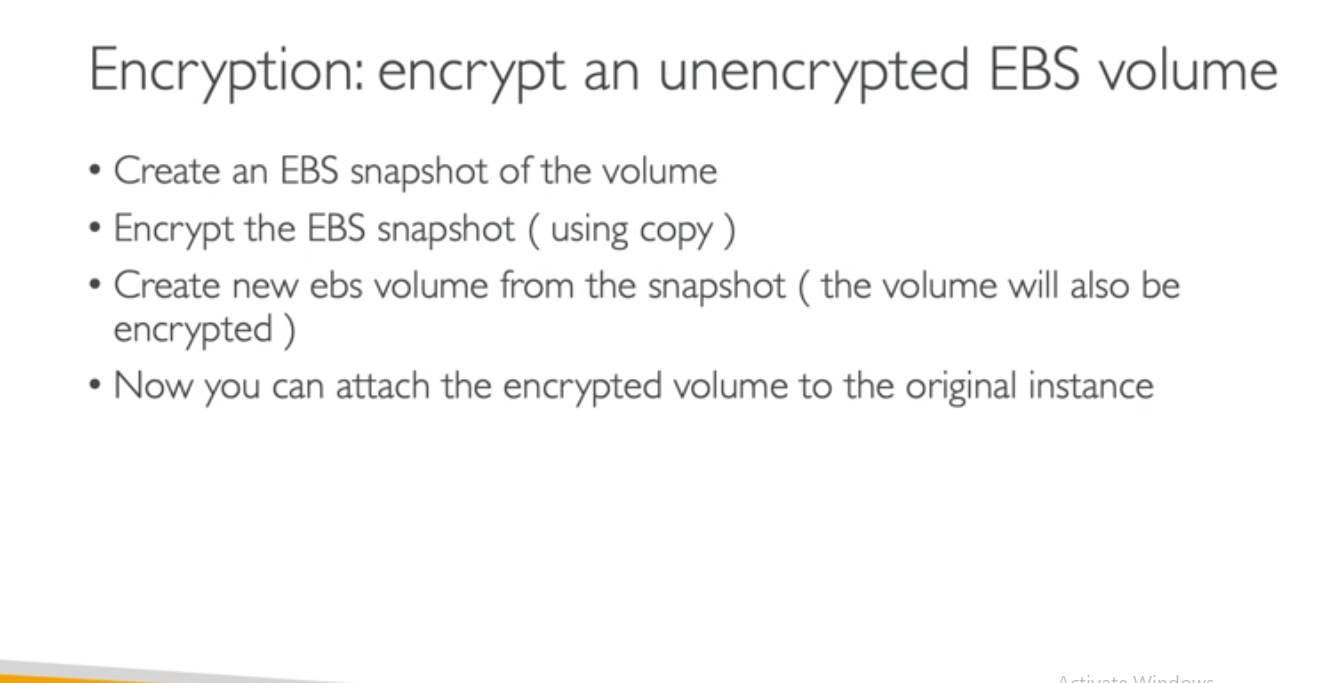 Encryption: encrypt an unencrypted EBS volume
• Create an EBS snapshot of the volume
• Encrypt the EBS snapshot ( using copy )
• Create new ebs volume from the snapshot ( the volume will also be
encrypted )
• Now you can attach the encrypted volume to the original instance
Activate Windows